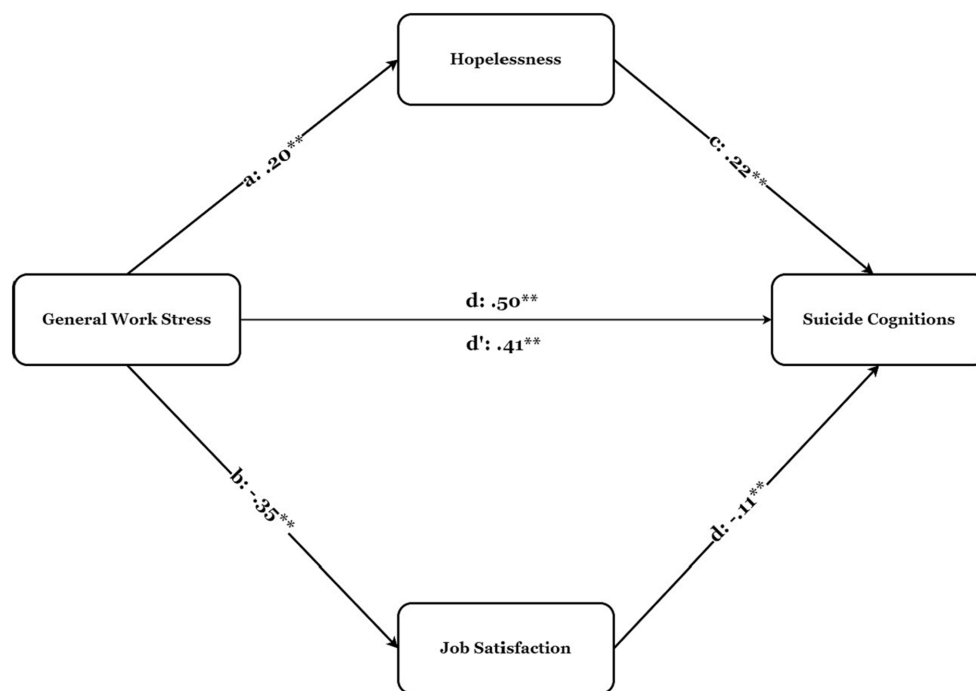 Hopelessness
a: .20**
c: .22**
General Work Stress
d: .50**
d': .41**
Suicide Cognitions
b: -.35**
d: -.11**
Job Satisfaction